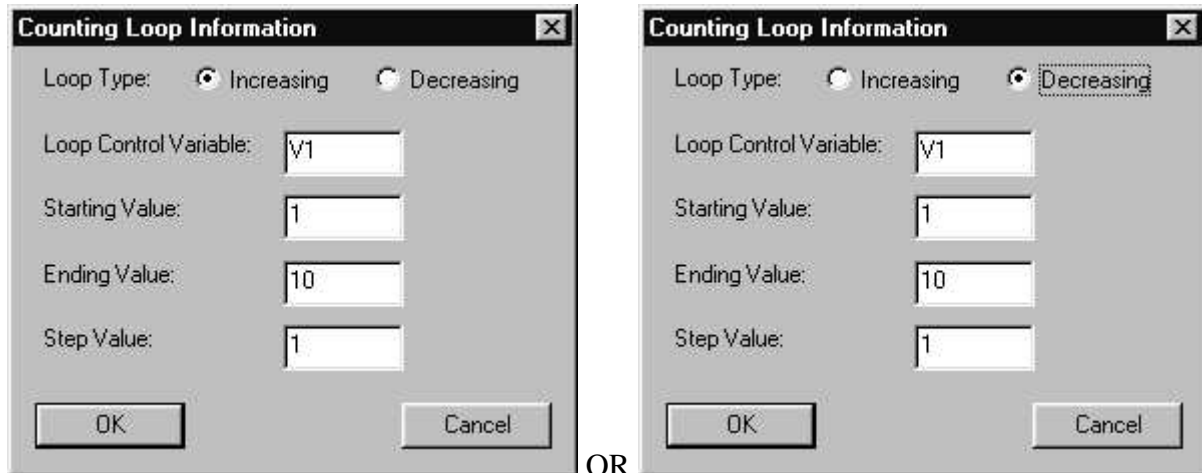 Counting Loop Information
Loop Type: Increasing Decreasing
Loop Control Variable: V1
Starting Value: 1
Ending Value: 10
Step Value: 1
OK Cancel
OR
Counting Loop Information
Loop Type: Increasing Decreasing
Loop Control Variable: V1
Starting Value: 1
Ending Value: 10
Step Value: 1
OK Cancel